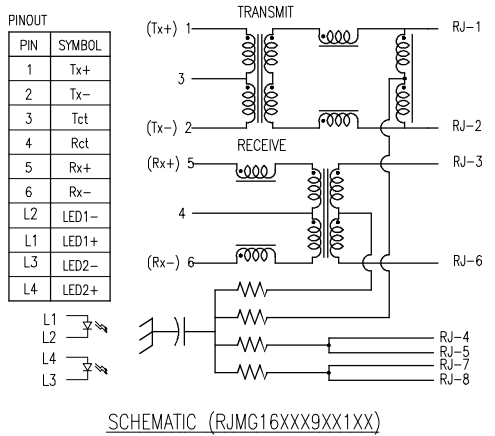 PINOUT
PIN SYMBOL
1 Tx+
2 Tx-
3 Tct
4 Rct
5 Rx+
6 Rx-
L2 LED1-
L1 LED1+
L3 LED2-
L4 LED2+
TRANSMIT
(Tx+) 1
RJ-1
3
(Tx-) 2
RJ-2
RECEIVE
(Rx+) 5
RJ-3
4
(Rx-) 6
RJ-6
RJ-4
RJ-5
RJ-7
RJ-8
L1
L2
L4
L3
SCHEMATIC (RJMG16XXX9XX1XX)